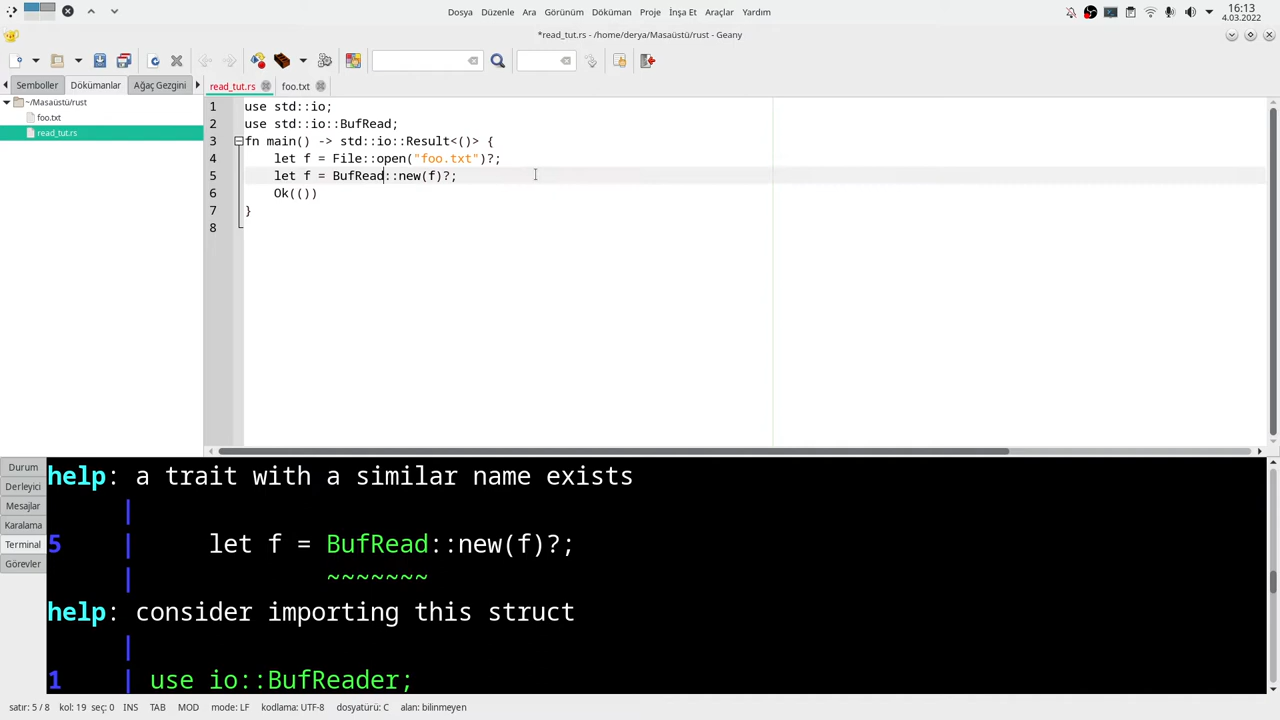 Dosya Düzenle Ara Görünüm Döküman Proje İnşa Et Araçlar Yardım
16:13
4.03.2022
*read_tut.rs - /home/derya/Masaüstü/rust - Geany
Semboller Dökümanlar Ağaç Gezgini
read_tut.rs foo.txt
~/Masaüstü/rust
foo.txt
read_tut.rs
1 use std::io;
2 use std::io::BufRead;
3 fn main() -> std::io::Result<()> {
4 let f = File::open("foo.txt")?;
5 let f = BufRead::new(f)?;
6 Ok(())
7 }
8
Durum
Derleyici
Mesajlar
Karalama
Terminal
Görevler
help: a trait with a similar name exists
|
5 | let f = BufRead::new(f)?;
| ~~~~~~~
help: consider importing this struct
|
1 | use io::BufReader;
satır: 5 / 8 kol: 19 seç: 0 INS TAB MOD mode: LF kodlama: UTF-8 dosyatürü: C alan: bilinmeyen